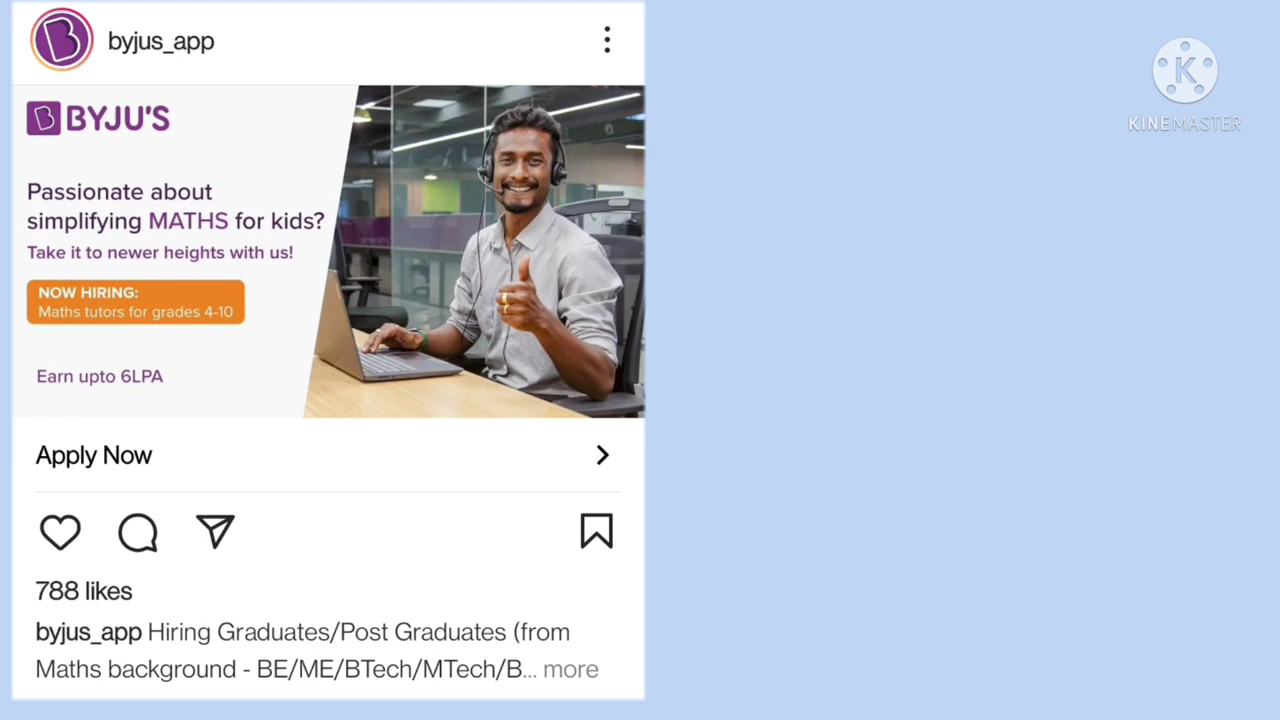 byjus_app
BYJU'S
Passionate about
simplifying MATHS for kids?
Take it to newer heights with us!
NOW HIRING:
Maths tutors for grades 4-10
Earn upto 6LPA
Apply Now
788 likes
byjus_app Hiring Graduates/Post Graduates (from
Maths background - BE/ME/BTech/MTech/B... more
K
KINEMASTER